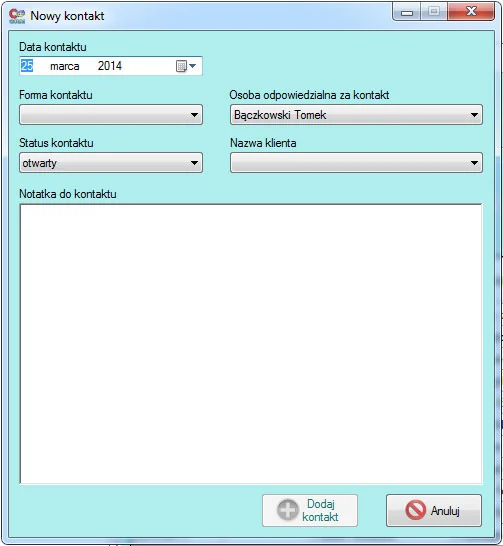 Nowy kontakt
Data kontaktu
25 marca 2014
Forma kontaktu
Osoba odpowiedzialna za kontakt
Bączkowski Tomek
Status kontaktu
Nazwa klienta
otwarty
Notatka do kontaktu
Dodaj
kontakt
Anuluj